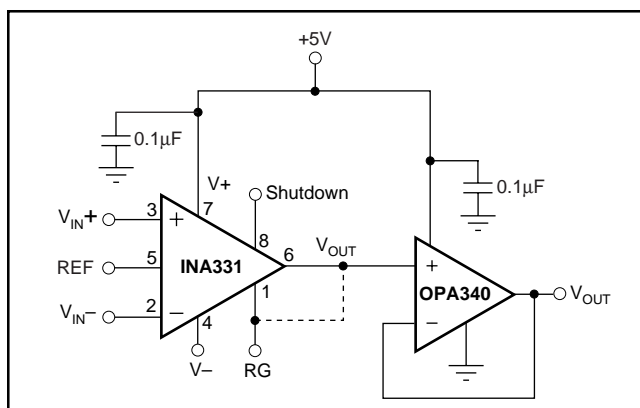 +5V
0.1µF
V+
Shutdown
0.1µF
VIN+
3
+
7
8
6
VOUT
REF
5
INA331
+
OPA340
VOUT
VIN−
2
−
4
1
−
V−
RG